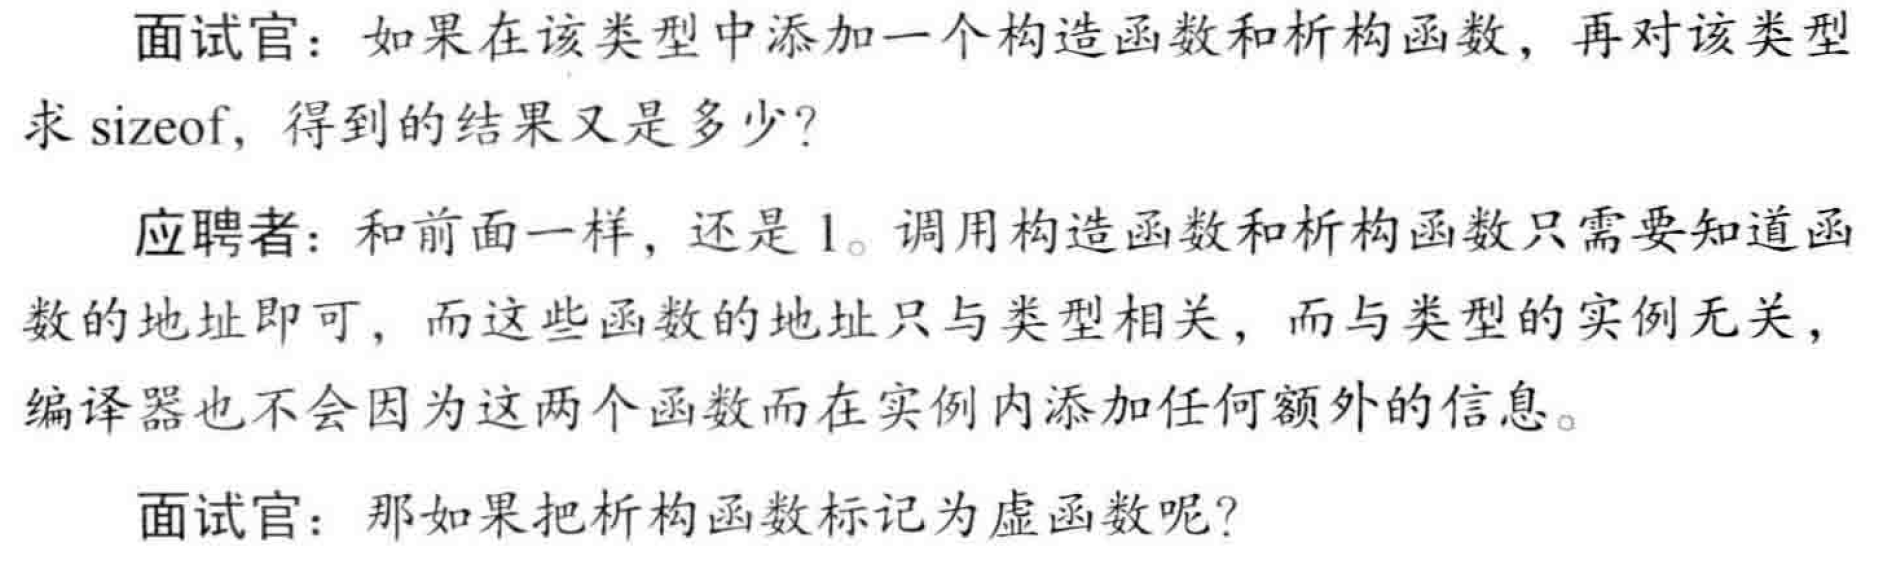 面试官：如果在该类型中添加一个构造函数和析构函数，再对该类型
求 sizeof，得到的结果又是多少？
应聘者：和前面一样，还是 1。调用构造函数和析构函数只需要知道函
数的地址即可，而这些函数的地址只与类型相关，而与类型的实例无关，
编译器也不会因为这两个函数而在实例内添加任何额外的信息。
面试官：那如果把析构函数标记为虚函数呢？